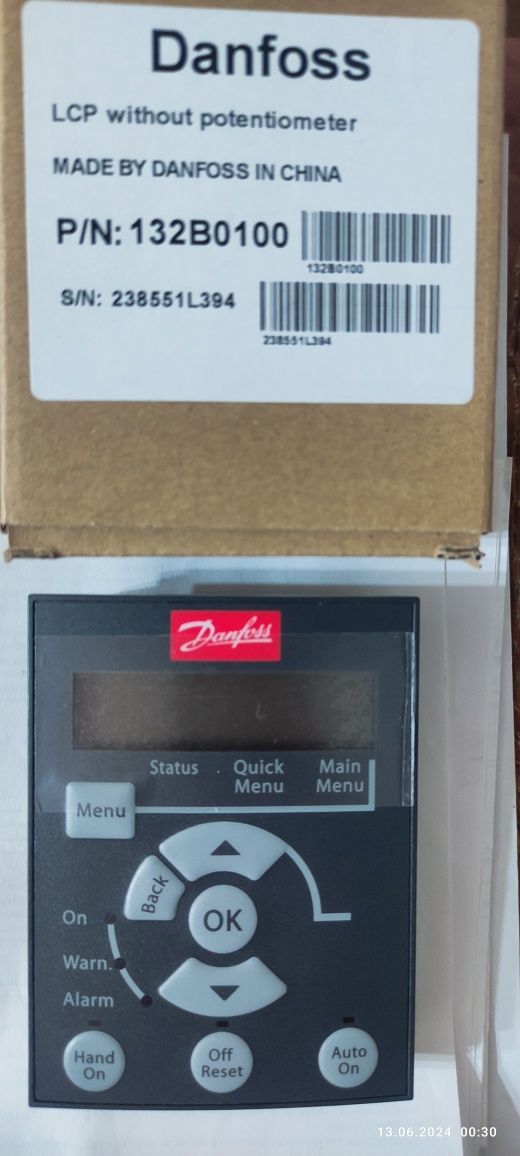 Danfoss
LCP without potentiometer
MADE BY DANFOSS IN CHINA
P/N: 132B0100
132B0100
S/N: 238551L394
238551L394
Danfoss
Status Quick Menu Main Menu
Menu
Back
OK
On
Warn.
Alarm
Hand On
Off Reset
Auto On
13.06.2024 00:30